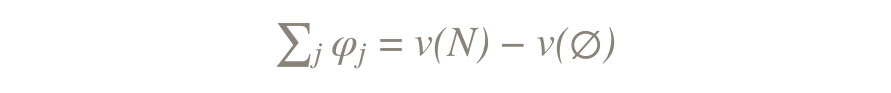 ∑ⱼ φⱼ = v(N) − v(∅)